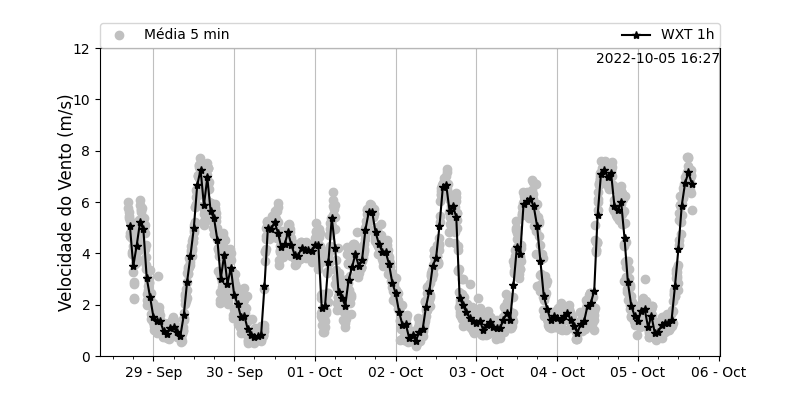 Média 5 min
WXT 1h
2022-10-05 16:27
Velocidade do Vento (m/s)
12
10
8
6
4
2
0
29 - Sep
30 - Sep
01 - Oct
02 - Oct
03 - Oct
04 - Oct
05 - Oct
06 - Oct